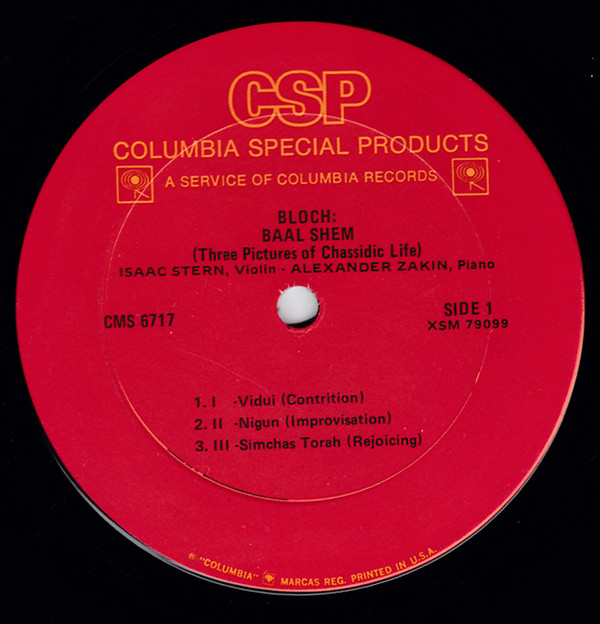 CSP
COLUMBIA SPECIAL PRODUCTS
A SERVICE OF COLUMBIA RECORDS
BLOCH:
BAAL SHEM
(Three Pictures of Chassidic Life)
ISAAC STERN, Violin - ALEXANDER ZAKIN, Piano
CMS 6717
SIDE 1
XSM 79099
1. I -Vidui (Contrition)
2. II -Nigun (Improvisation)
3. III -Simchas Torah (Rejoicing)
® "COLUMBIA" MARCAS REG. PRINTED IN U.S.A.